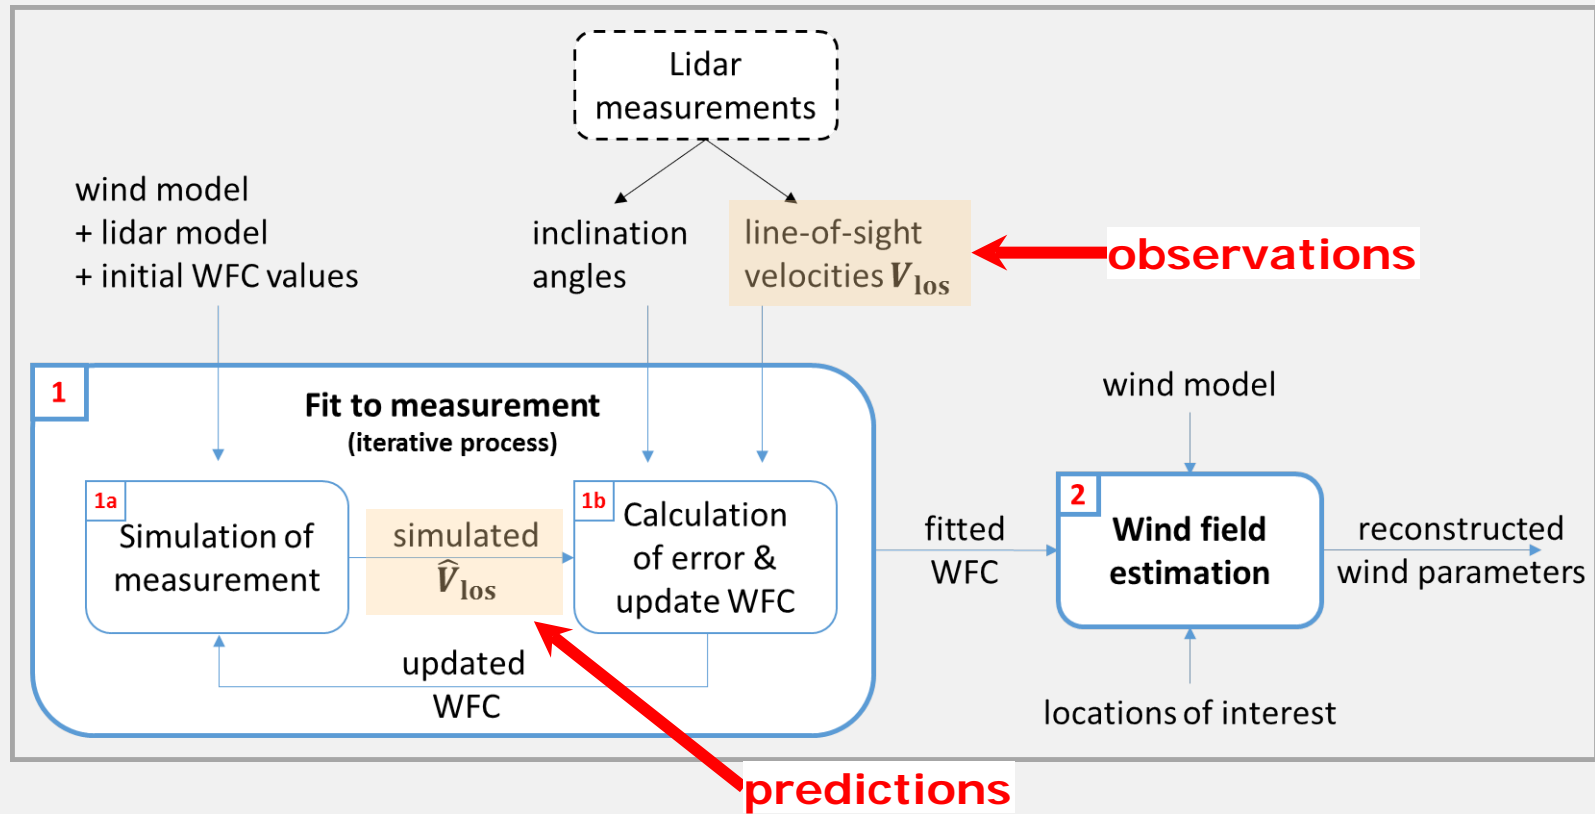 Lidar
measurements
wind model
+ lidar model
+ initial WFC values
inclination
angles
line-of-sight
velocities V_los
observations
1
Fit to measurement
(iterative process)
1a
Simulation of
measurement
simulated
V̂_los
1b
Calculation
of error &
update WFC
updated
WFC
fitted
WFC
wind model
2
Wind field
estimation
reconstructed
wind parameters
locations of interest
predictions